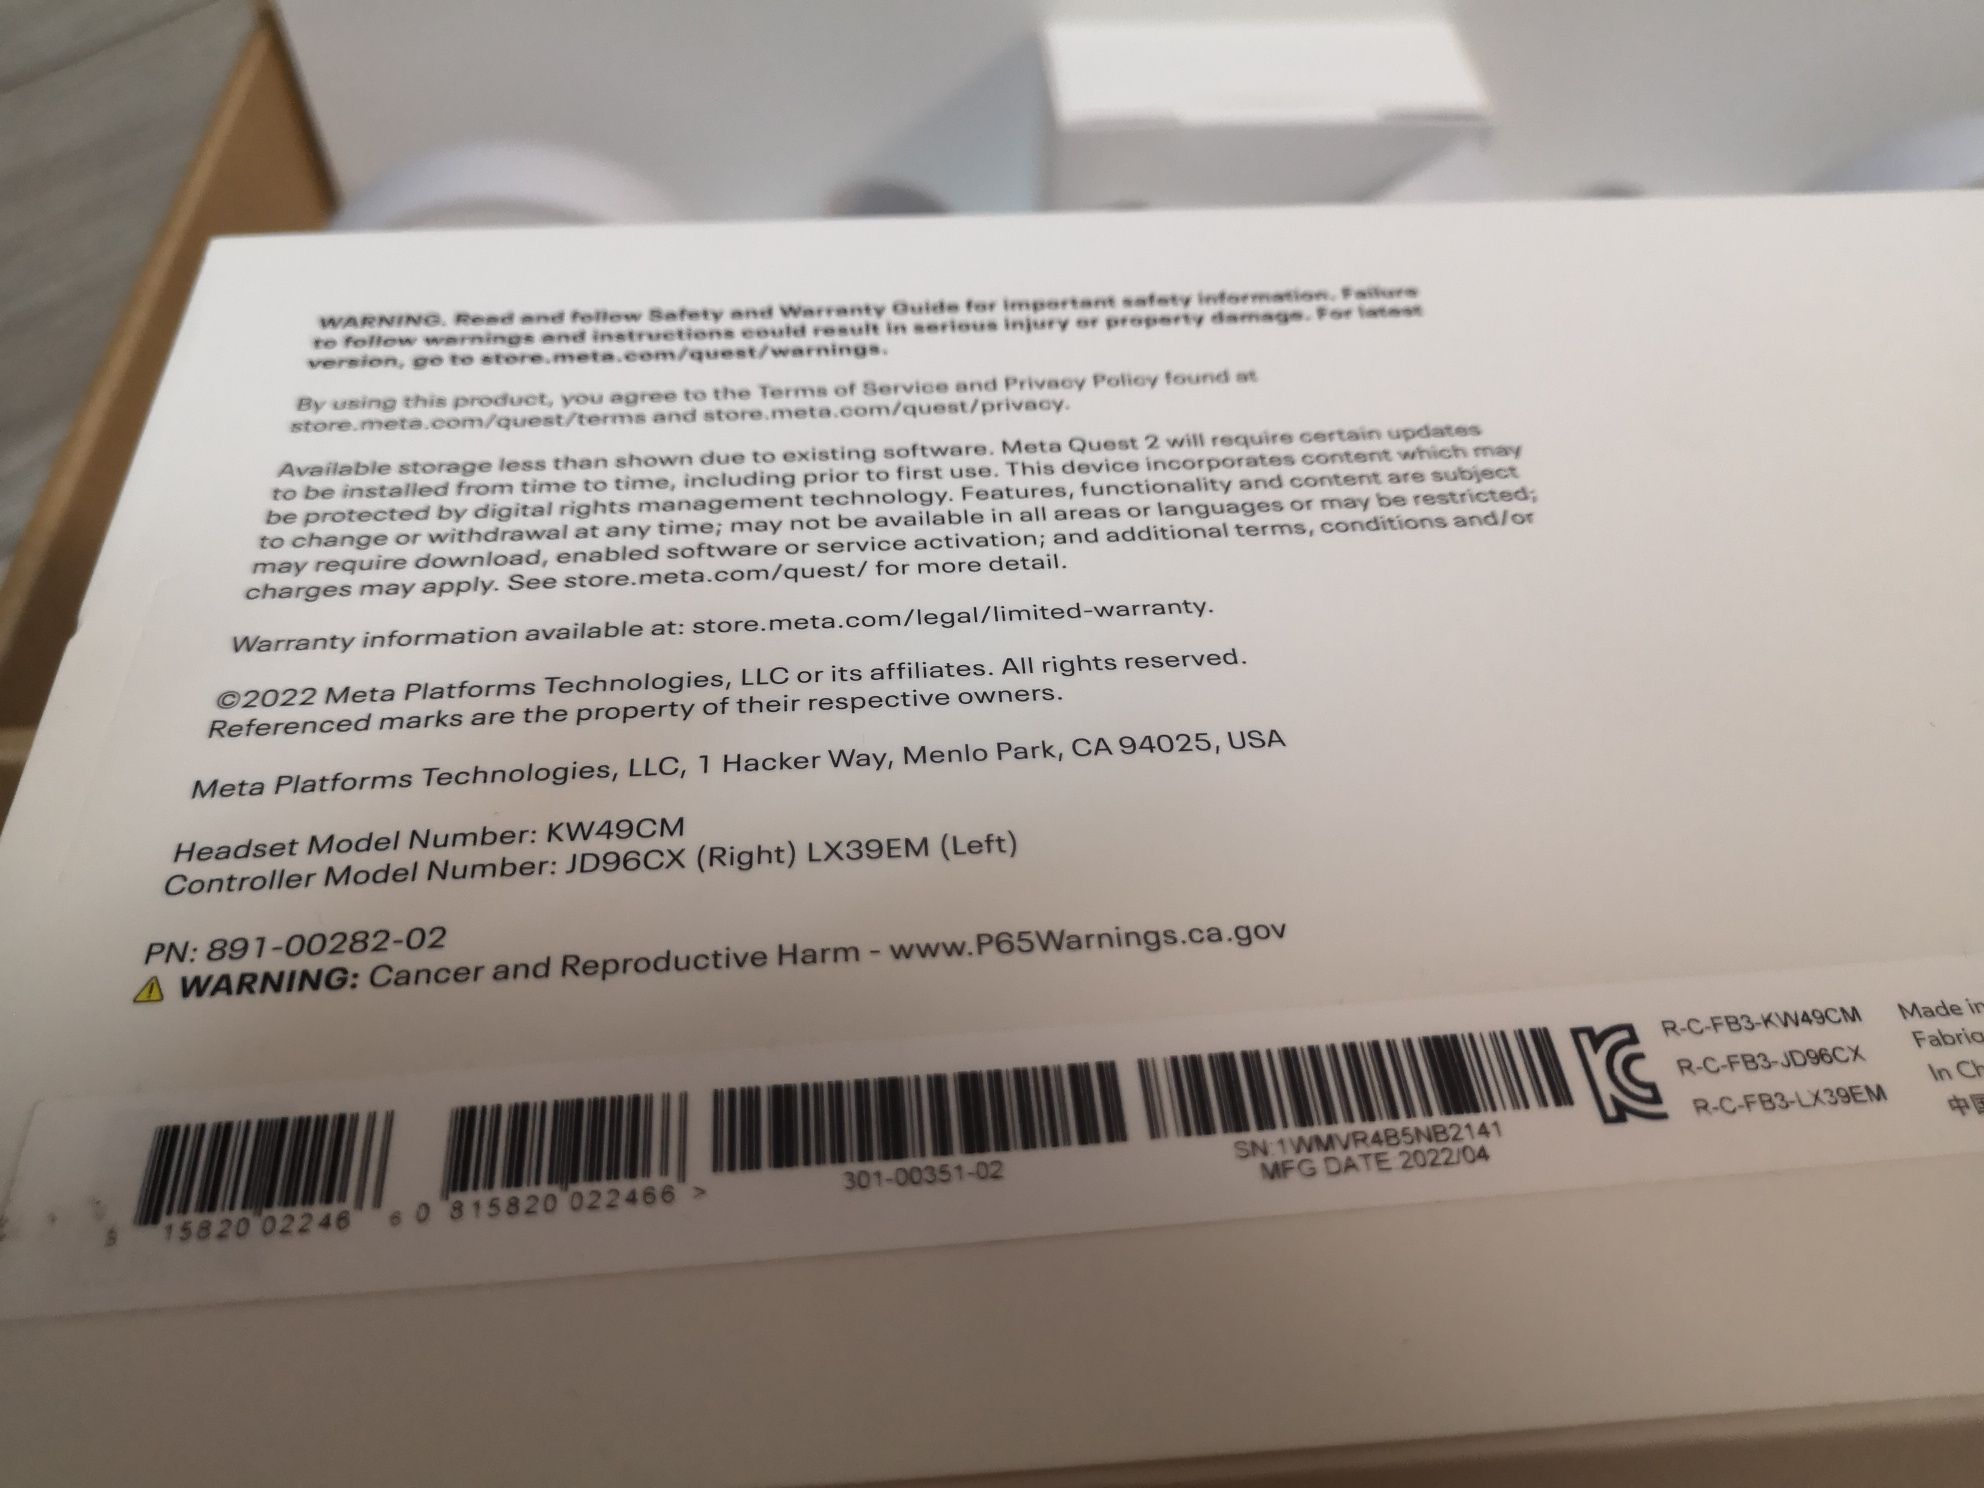 WARNING. Read and follow Safety and Warranty Guide for important safety information. Failure
to follow warnings and instructions could result in serious injury or property damage. For latest
version, go to store.meta.com/quest/warnings.
By using this product, you agree to the Terms of Service and Privacy Policy found at
store.meta.com/quest/terms and store.meta.com/quest/privacy.
Available storage less than shown due to existing software. Meta Quest 2 will require certain updates
to be installed from time to time, including prior to first use. This device incorporates content which may
be protected by digital rights management technology. Features, functionality and content are subject
to change or withdrawal at any time; may not be available in all areas or languages or may be restricted;
may require download, enabled software or service activation; and additional terms, conditions and/or
charges may apply. See store.meta.com/quest/ for more detail.
Warranty information available at: store.meta.com/legal/limited-warranty.
©2022 Meta Platforms Technologies, LLC or its affiliates. All rights reserved.
Referenced marks are the property of their respective owners.
Meta Platforms Technologies, LLC, 1 Hacker Way, Menlo Park, CA 94025, USA
Headset Model Number: KW49CM
Controller Model Number: JD96CX (Right) LX39EM (Left)
PN: 891-00282-02
⚠ WARNING: Cancer and Reproductive Harm - www.P65Warnings.ca.gov
8 15820 02246 6
0 815820 022466 >
301-00351-02
SN:1WMVR4B5NB2141
MFG DATE 2022/04
R-C-FB3-KW49CM
R-C-FB3-JD96CX
R-C-FB3-LX39EM
Made in
Fabriq
In Ch
中国